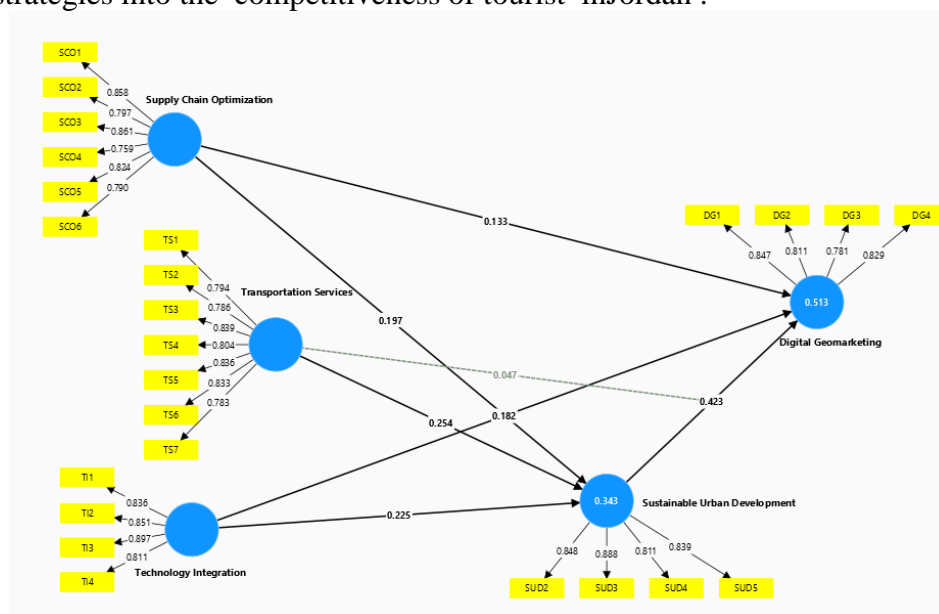 strategies into the competitiveness of tourist inJordan .
SCO1
SCO2
SCO3
SCO4
SCO5
SCO6
0.858
0.797
0.861
0.759
0.824
0.790
Supply Chain Optimization
TS1
TS2
TS3
TS4
TS5
TS6
TS7
0.794
0.786
0.839
0.804
0.836
0.833
0.783
Transportation Services
TI1
TI2
TI3
TI4
0.836
0.851
0.897
0.811
Technology Integration
0.133
0.197
0.047
0.254
0.182
0.225
0.423
DG1
DG2
DG3
DG4
0.847
0.811
0.781
0.829
0.513
Digital Geomarketing
0.343
Sustainable Urban Development
0.848
0.888
0.811
0.839
SUD2
SUD3
SUD4
SUD5